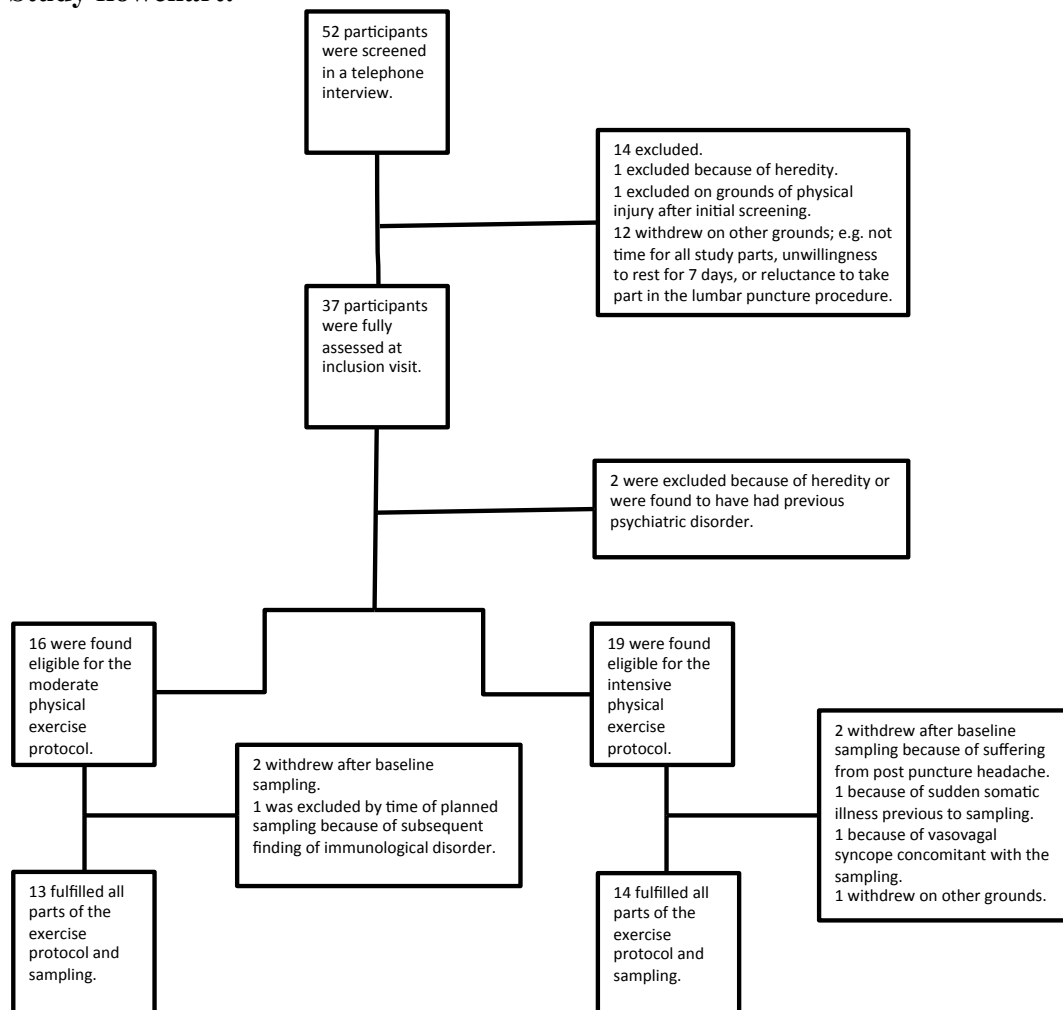 52 participants
were screened
in a telephone
interview.
14 excluded.
1 excluded because of heredity.
1 excluded on grounds of physical
injury after initial screening.
12 withdrew on other grounds; e.g. not
time for all study parts, unwillingness
to rest for 7 days, or reluctance to take
part in the lumbar puncture procedure.
37 participants
were fully
assessed at
inclusion visit.
2 were excluded because of heredity or
were found to have had previous
psychiatric disorder.
16 were found
eligible for the
moderate
physical
exercise
protocol.
19 were found
eligible for the
intensive
physical
exercise
protocol.
2 withdrew after baseline
sampling.
1 was excluded by time of planned
sampling because of subsequent
finding of immunological disorder.
2 withdrew after baseline
sampling because of suffering
from post puncture headache.
1 because of sudden somatic
illness previous to sampling.
1 because of vasovagal
syncope concomitant with the
sampling.
1 withdrew on other grounds.
13 fulfilled all
parts of the
exercise
protocol and
sampling.
14 fulfilled all
parts of the
exercise
protocol and
sampling.